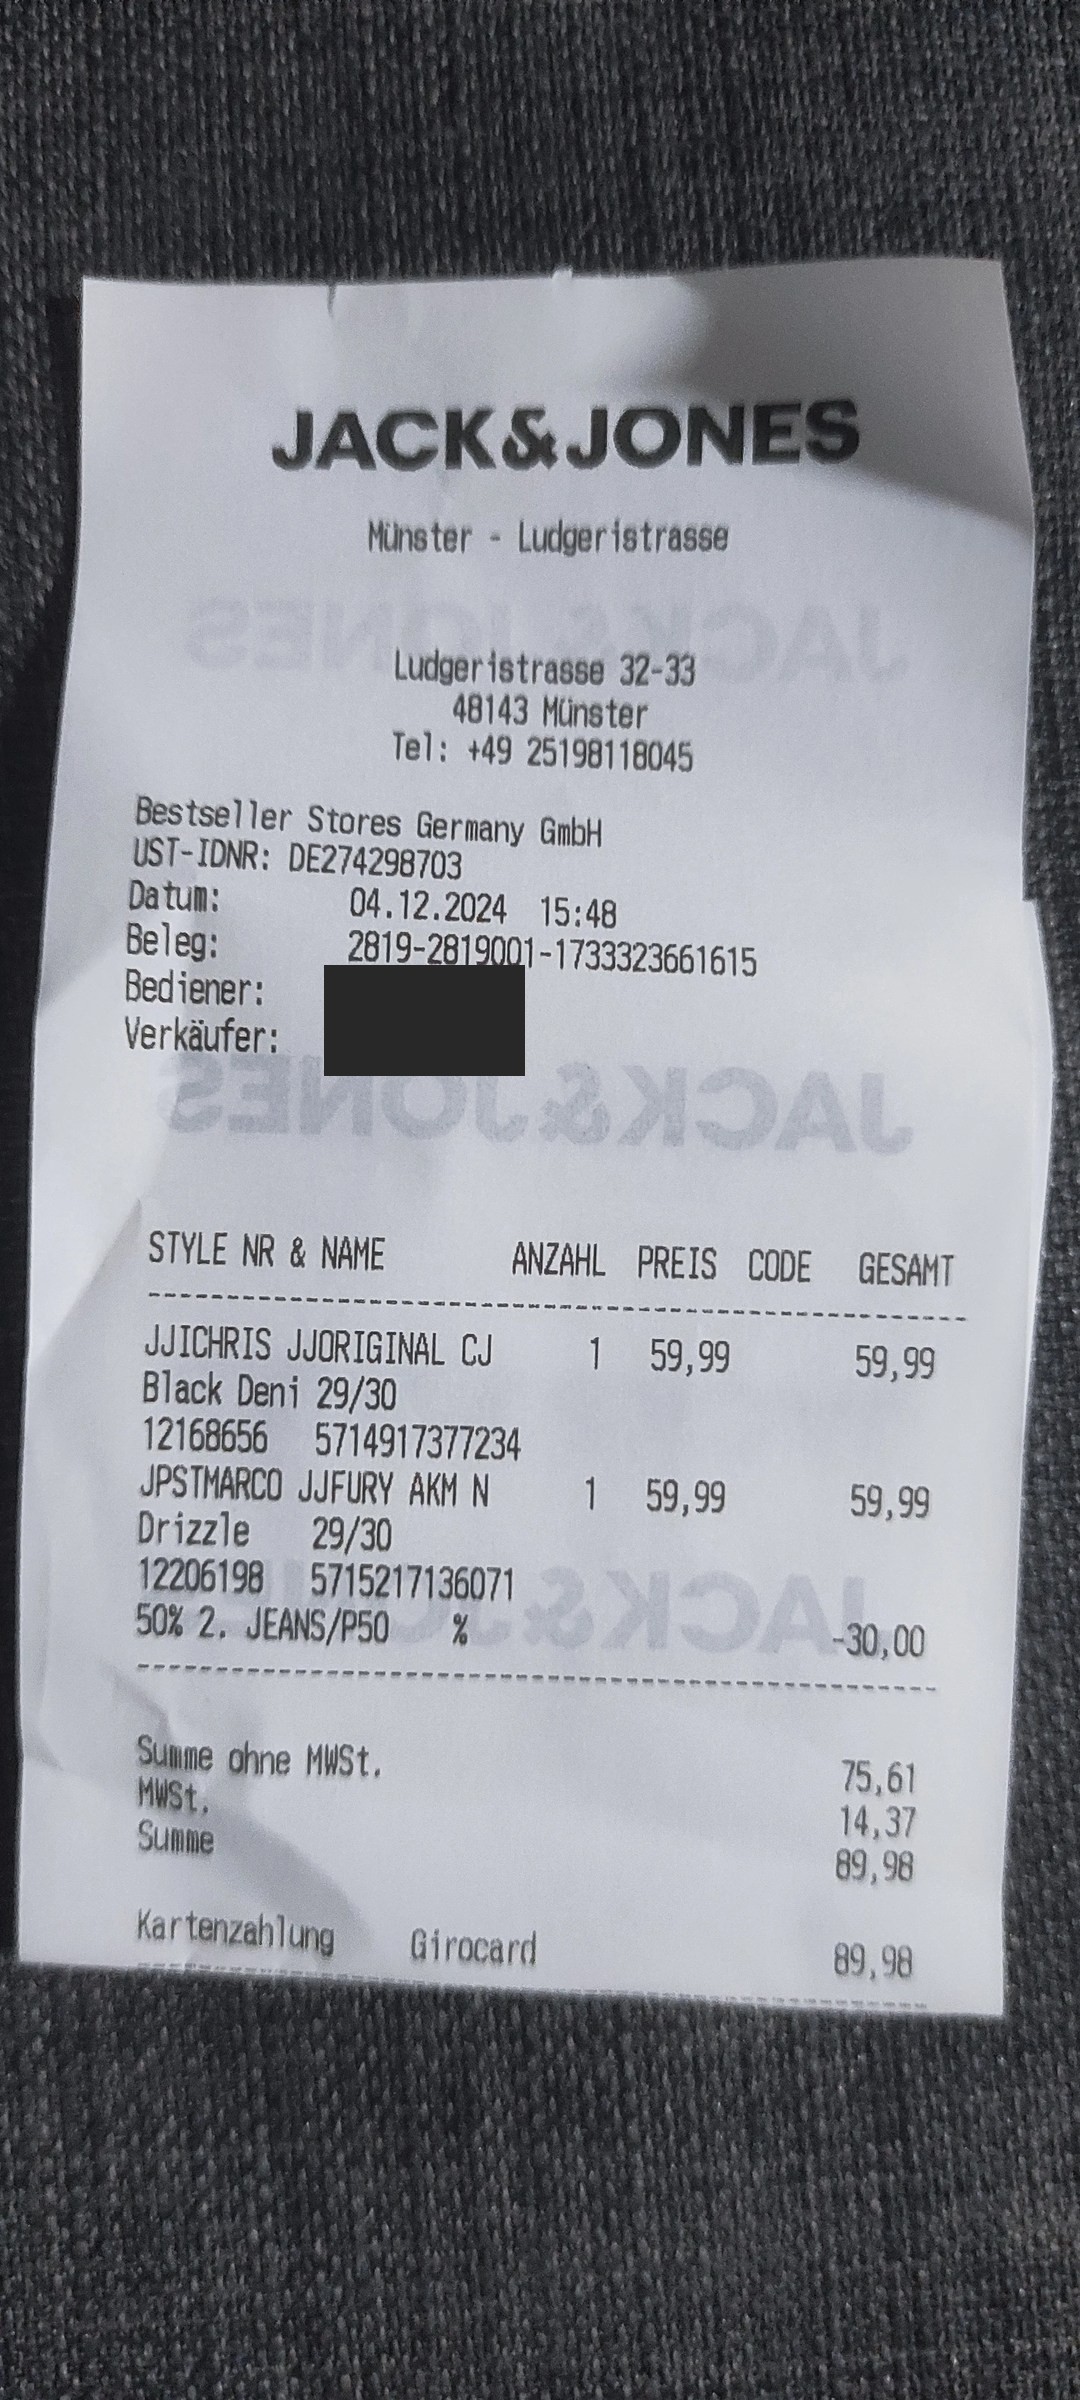 JACK&JONES
Münster - Ludgeristrasse
Ludgeristrasse 32-33
48143 Münster
Tel: +49 25198118045
Bestseller Stores Germany GmbH
UST-IDNR: DE274298703
Datum: 04.12.2024 15:48
Beleg: 2819-2819001-1733323661615
Bediener:
Verkäufer:
STYLE NR & NAME ANZAHL PREIS CODE GESAMT
JJICHRIS JJORIGINAL CJ 1 59,99 59,99
Black Deni 29/30
12168656 5714917377234
JPSTMARCO JJFURY AKM N 1 59,99 59,99
Drizzle 29/30
12206198 5715217136071
50% 2. JEANS/P50 % -30,00
Summe ohne MWSt. 75,61
MWSt. 14,37
Summe 89,98
Kartenzahlung Girocard 89,98